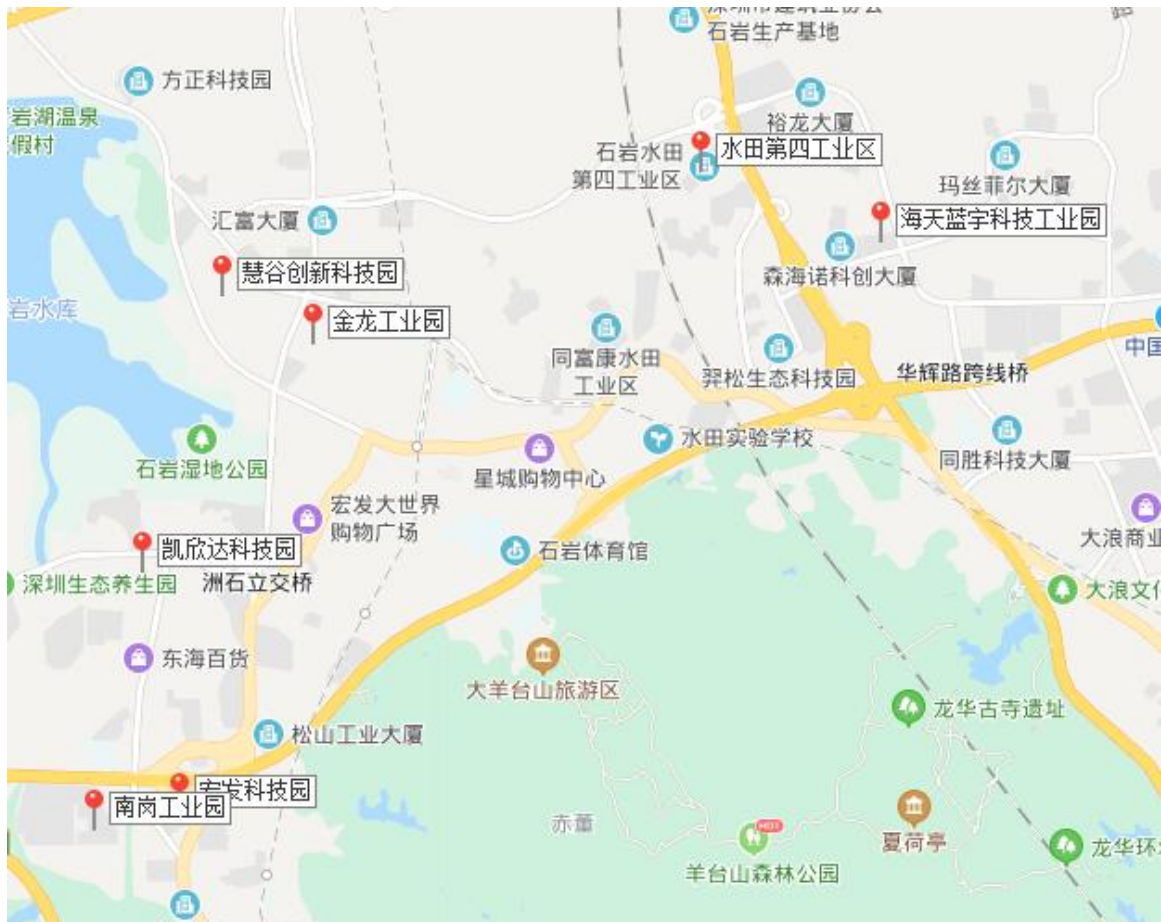 石岩生产基地
方正科技园
岩湖温泉
假村
裕龙大厦
石岩水田
第四工业区
水田第四工业区
玛丝菲尔大厦
汇富大厦
海天蓝宇科技工业园
森海诺科创大厦
慧谷创新科技园
岩水库
金龙工业园
同富康水田
工业区
羿松生态科技园
华辉路跨线桥
中国
水田实验学校
石岩湿地公园
星城购物中心
同胜科技大厦
宏发大世界
购物广场
大浪商业
凯欣达科技园
石岩体育馆
深圳生态养生园
洲石立交桥
大浪文化
东海百货
大羊台山旅游区
龙华古寺遗址
松山工业大厦
宏发科技园
南岗工业园
赤董
HOT
夏荷亭
羊台山森林公园
龙华环